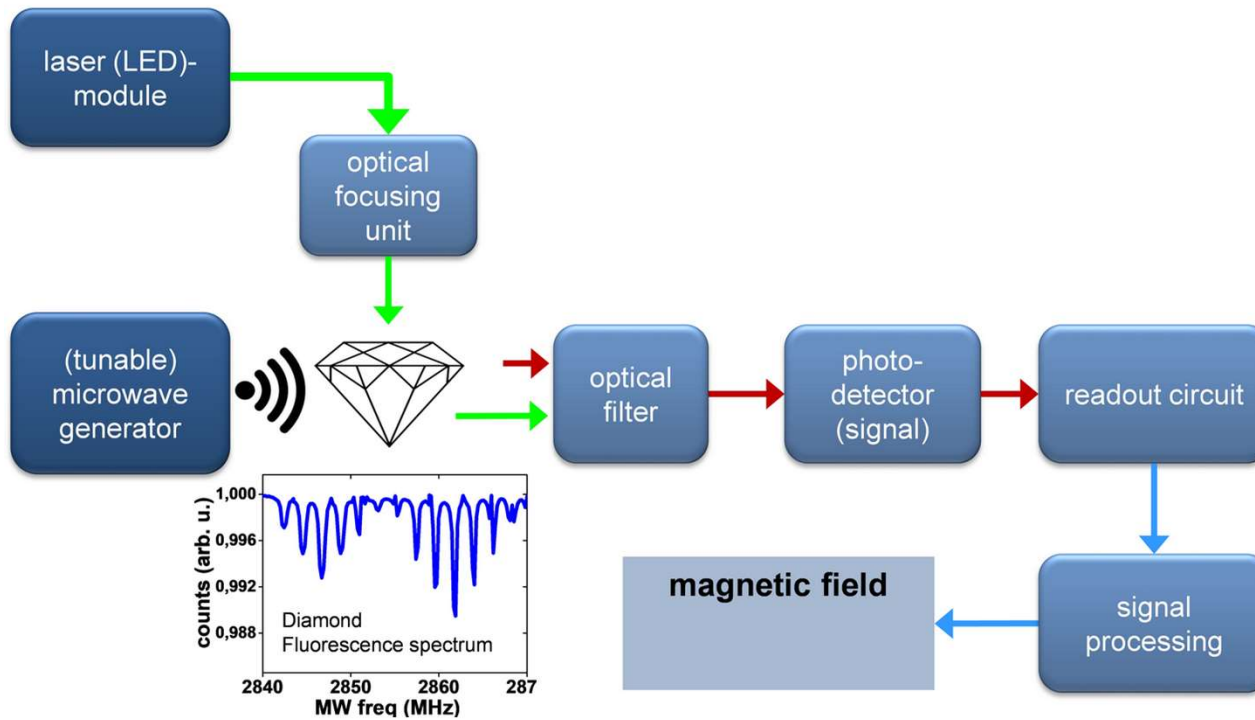 laser (LED)-
module
optical
focusing
unit
(tunable)
microwave
generator
optical
filter
photo-
detector
(signal)
readout circuit
counts (arb. u.)
1,000
0,996
0,992
0,988
Diamond
Fluorescence spectrum
2840 2850 2860 287
MW freq (MHz)
magnetic field
signal
processing